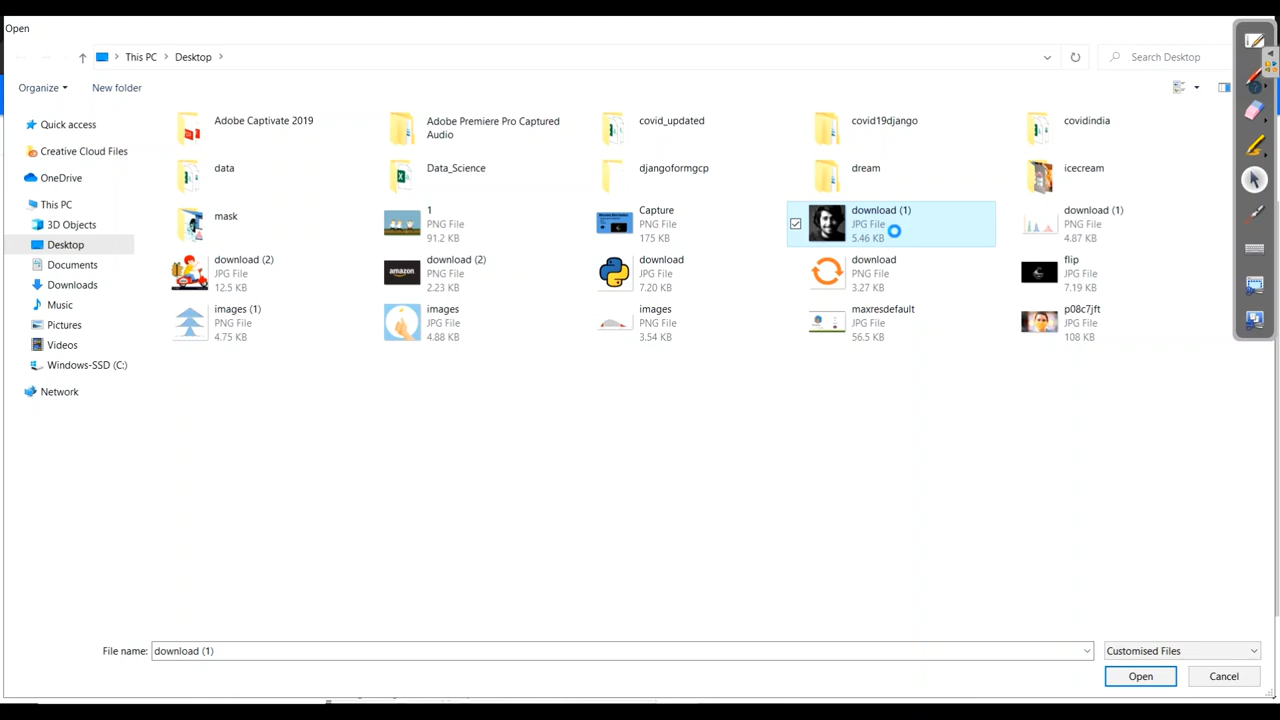 Open
This PC
Desktop
Search Desktop
Organize
New folder
Quick access
Creative Cloud Files
OneDrive
This PC
3D Objects
Desktop
Documents
Downloads
Music
Pictures
Videos
Windows-SSD (C:)
Network
Adobe Captivate 2019
Adobe Premiere Pro Captured
Audio
covid_updated
covid19django
covidindia
data
Data_Science
djangoformgcp
dream
icecream
mask
1
PNG File
91.2 KB
Capture
PNG File
175 KB
download (1)
JPG File
5.46 KB
download (1)
PNG File
4.87 KB
download (2)
JPG File
12.5 KB
amazon
download (2)
PNG File
2.23 KB
download
JPG File
7.20 KB
download
PNG File
3.27 KB
flip
JPG File
7.19 KB
images (1)
PNG File
4.75 KB
images
JPG File
4.88 KB
images
PNG File
3.54 KB
maxresdefault
JPG File
56.5 KB
p08c7jft
JPG File
108 KB
File name:
download (1)
Customised Files
Open
Cancel